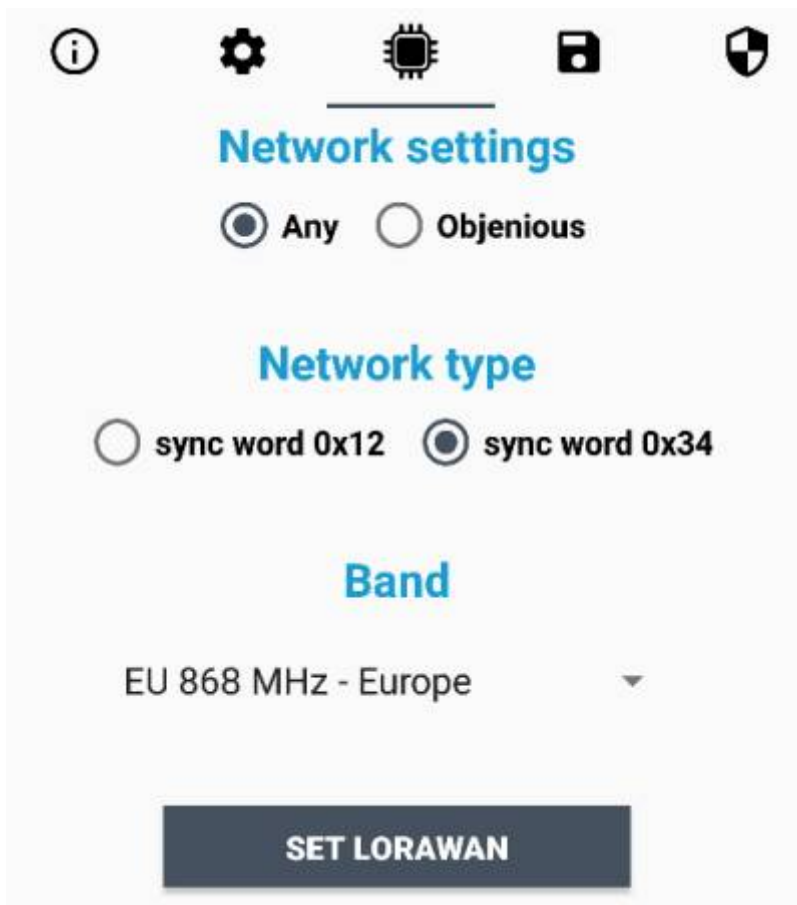 Network settings
Any Objenious
Network type
sync word 0x12 sync word 0x34
Band
EU 868 MHz - Europe
SET LORAWAN